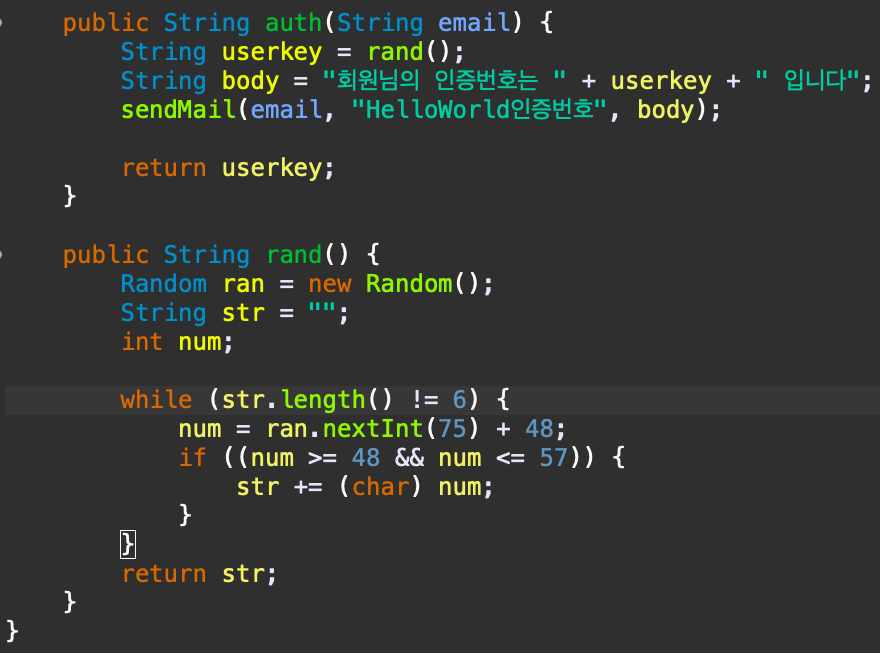 public String auth(String email) {
String userkey = rand();
String body = "회원님의 인증번호는 " + userkey + " 입니다";
sendMail(email, "HelloWorld인증번호", body);
return userkey;
}
public String rand() {
Random ran = new Random();
String str = "";
int num;
while (str.length() != 6) {
num = ran.nextInt(75) + 48;
if ((num >= 48 && num <= 57)) {
str += (char) num;
}
}
return str;
}
}